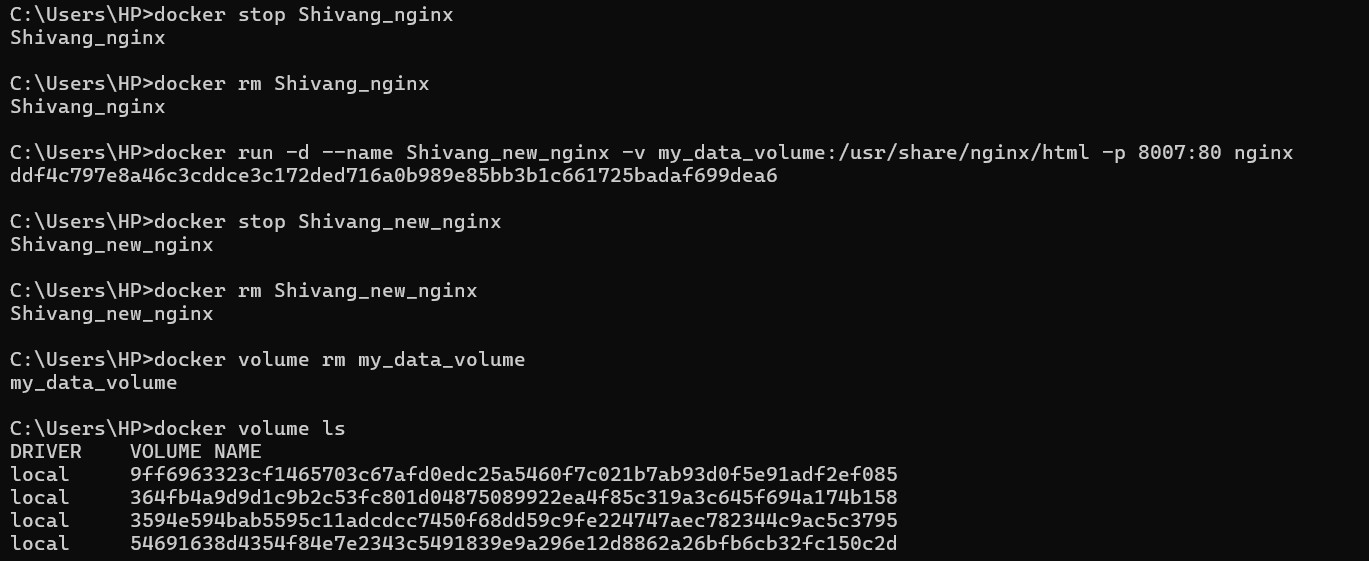 C:\Users\HP>docker stop Shivang_nginx
Shivang_nginx
C:\Users\HP>docker rm Shivang_nginx
Shivang_nginx
C:\Users\HP>docker run -d --name Shivang_new_nginx -v my_data_volume:/usr/share/nginx/html -p 8007:80 nginx
ddf4c797e8a46c3cddce3c172ded716a0b989e85bb3b1c661725badaf699dea6
C:\Users\HP>docker stop Shivang_new_nginx
Shivang_new_nginx
C:\Users\HP>docker rm Shivang_new_nginx
Shivang_new_nginx
C:\Users\HP>docker volume rm my_data_volume
my_data_volume
C:\Users\HP>docker volume ls
DRIVER    VOLUME NAME
local     9ff6963323cf1465703c67afd0edc25a5460f7c021b7ab93d0f5e91adf2ef085
local     364fb4a9d9d1c9b2c53fc801d04875089922ea4f85c319a3c645f694a174b158
local     3594e594bab5595c11adcdcc7450f68dd59c9fe224747aec782344c9ac5c3795
local     54691638d4354f84e7e2343c5491839e9a296e12d8862a26bfb6cb32fc150c2d